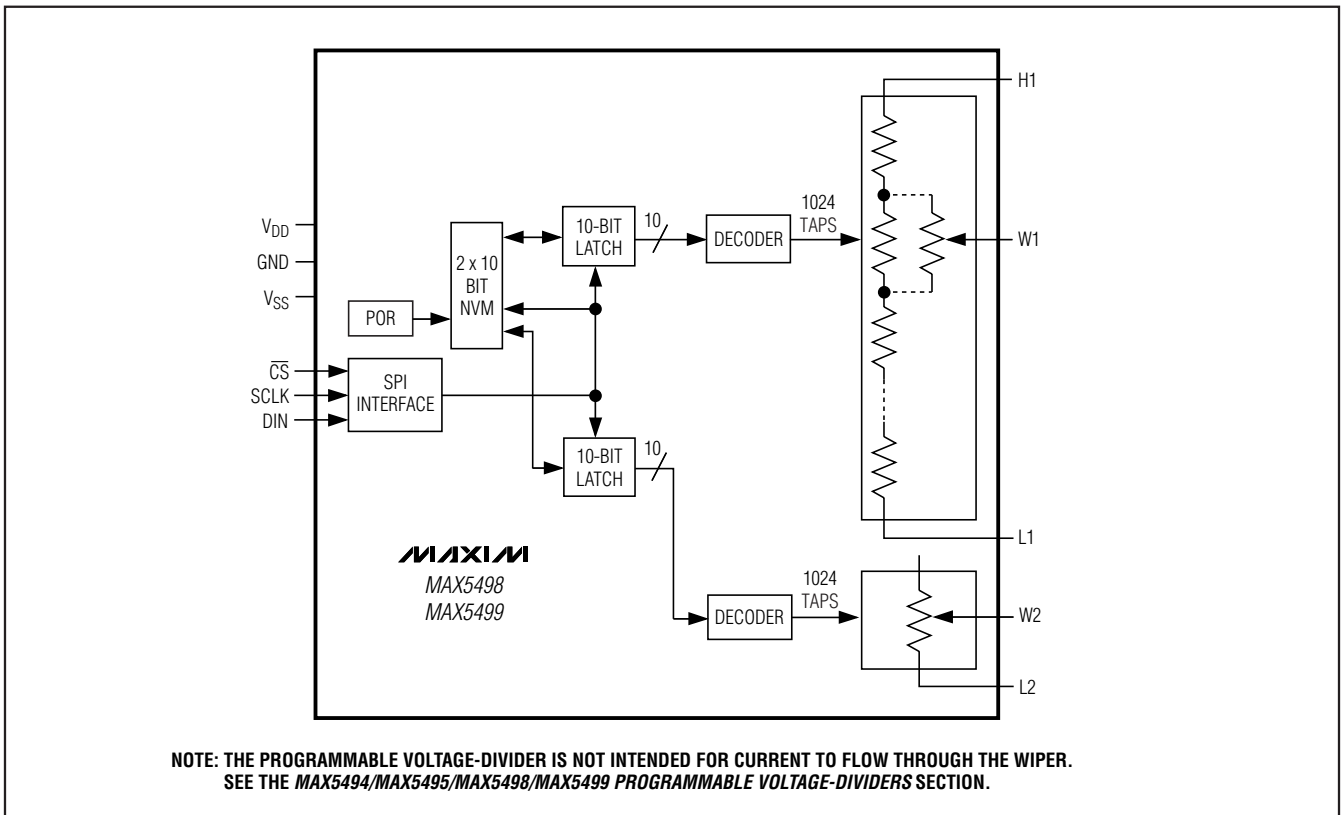 H1
1024
TAPS
10
10-BIT
LATCH
DECODER
W1
VDD
GND
VSS
2 x 10
BIT
NVM
POR
CS
SCLK
DIN
SPI
INTERFACE
10
10-BIT
LATCH
L1
MAXIM
MAX5498
MAX5499
1024
TAPS
DECODER
W2
L2
NOTE: THE PROGRAMMABLE VOLTAGE-DIVIDER IS NOT INTENDED FOR CURRENT TO FLOW THROUGH THE WIPER.
SEE THE MAX5494/MAX5495/MAX5498/MAX5499 PROGRAMMABLE VOLTAGE-DIVIDERS SECTION.